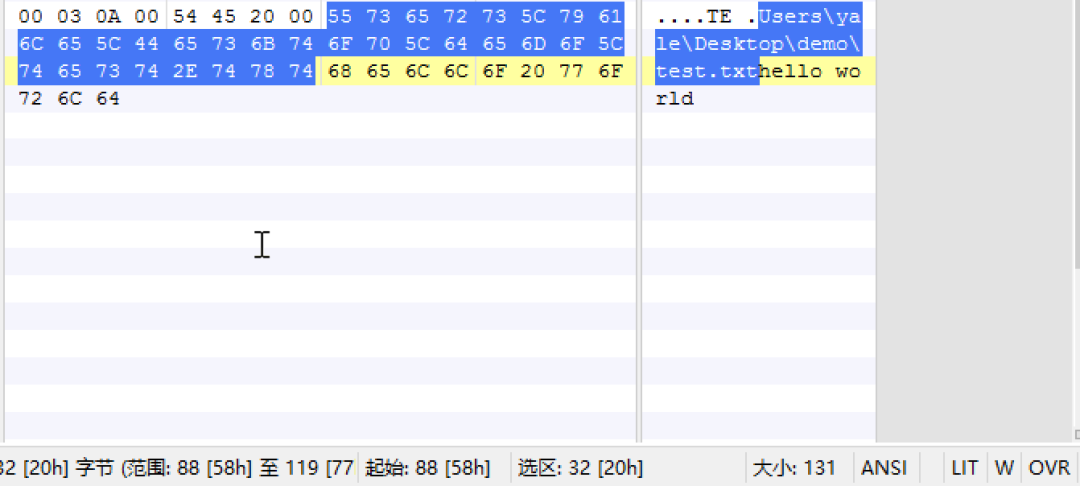 00 03 0A 00 54 45 20 00 55 73 65 72 73 5C 79 61 ....TE .Users\ya
6C 65 5C 44 65 73 6B 74 6F 70 5C 64 65 6D 6F 5C le\Desktop\demo\
74 65 73 74 2E 74 78 74 68 65 6C 6C 6F 20 77 6F test.txthello wo
72 6C 64 rld
32 [20h] 字节 (范围: 88 [58h] 至 119 [77 起始: 88 [58h] 选区: 32 [20h] 大小: 131 ANSI LIT W OVR